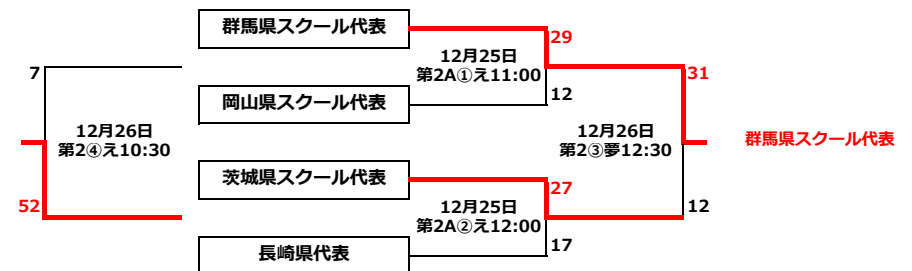 群馬県スクール代表
29
12月25日
第2A①え11:00
7
31
12
岡山県スクール代表
12月26日
第2④え10:30
12月26日
第2③夢12:30
群馬県スクール代表
茨城県スクール代表
27
52
12月25日
第2A②え12:00
12
17
長崎県代表